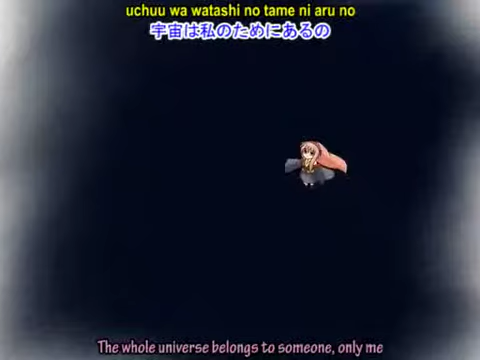 uchuu wa watashi no tame ni aru no
宇宙は私のためにあるの
The whole universe belongs to someone, only me